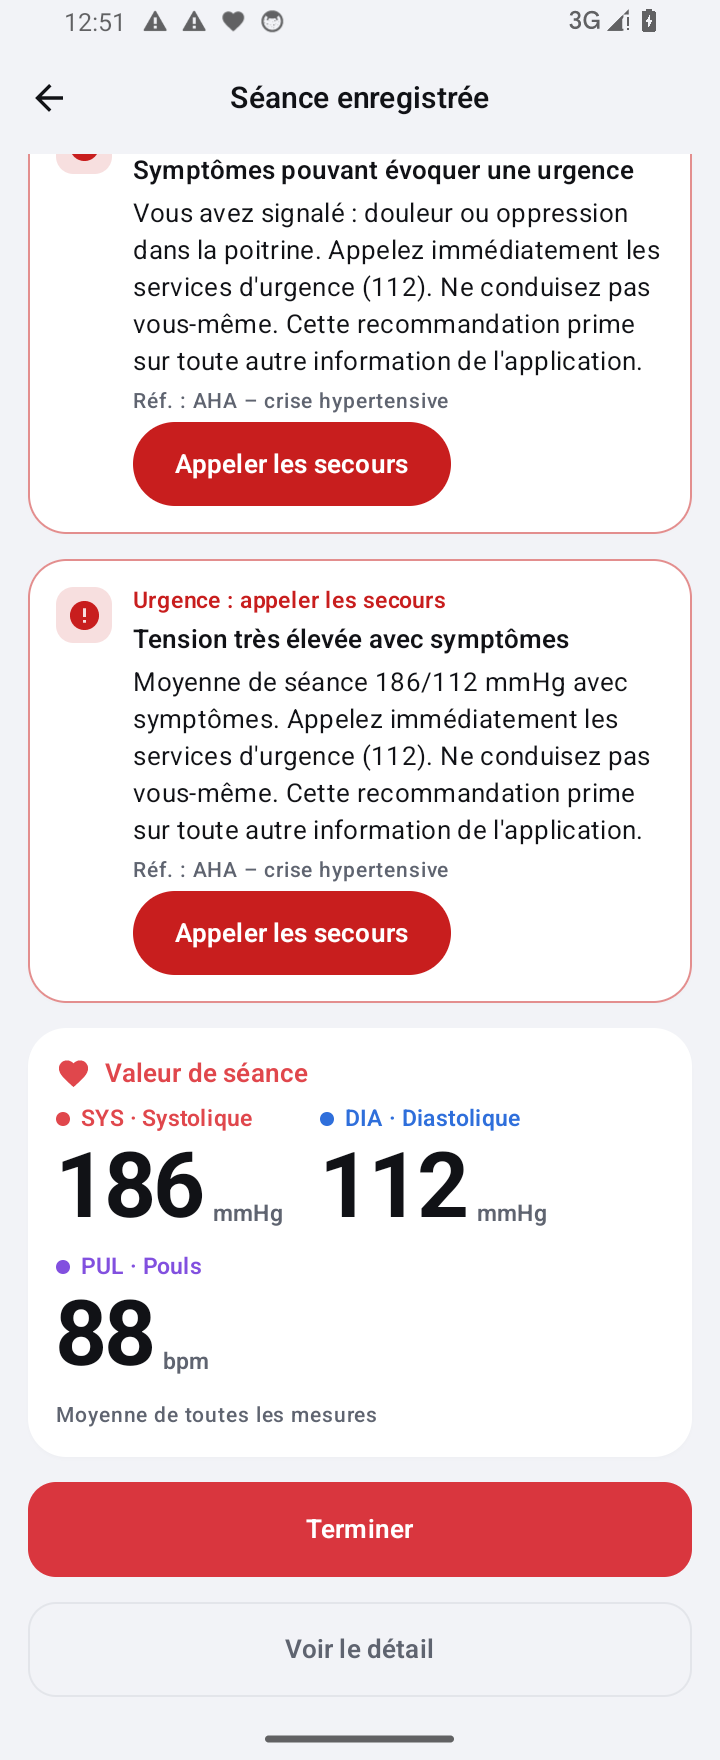 12:51
3G
Séance enregistrée
Symptômes pouvant évoquer une urgence
Vous avez signalé : douleur ou oppression
dans la poitrine. Appelez immédiatement les
services d'urgence (112). Ne conduisez pas
vous-même. Cette recommandation prime
sur toute autre information de l'application.
Réf. : AHA – crise hypertensive
Appeler les secours
Urgence : appeler les secours
Tension très élevée avec symptômes
Moyenne de séance 186/112 mmHg avec
symptômes. Appelez immédiatement les
services d'urgence (112). Ne conduisez pas
vous-même. Cette recommandation prime
sur toute autre information de l'application.
Réf. : AHA – crise hypertensive
Appeler les secours
Valeur de séance
SYS · Systolique
DIA · Diastolique
186 mmHg
112 mmHg
PUL · Pouls
88 bpm
Moyenne de toutes les mesures
Terminer
Voir le détail